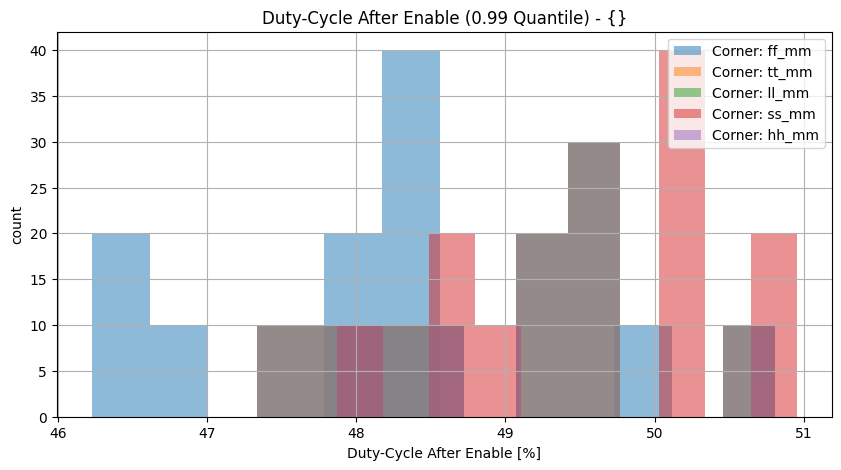 Duty-Cycle After Enable (0.99 Quantile) - {}
40
35
30
25
20
15
10
5
0
count
Corner: ff_mm
Corner: tt_mm
Corner: ll_mm
Corner: ss_mm
Corner: hh_mm
46
47
48
49
50
51
Duty-Cycle After Enable [%]